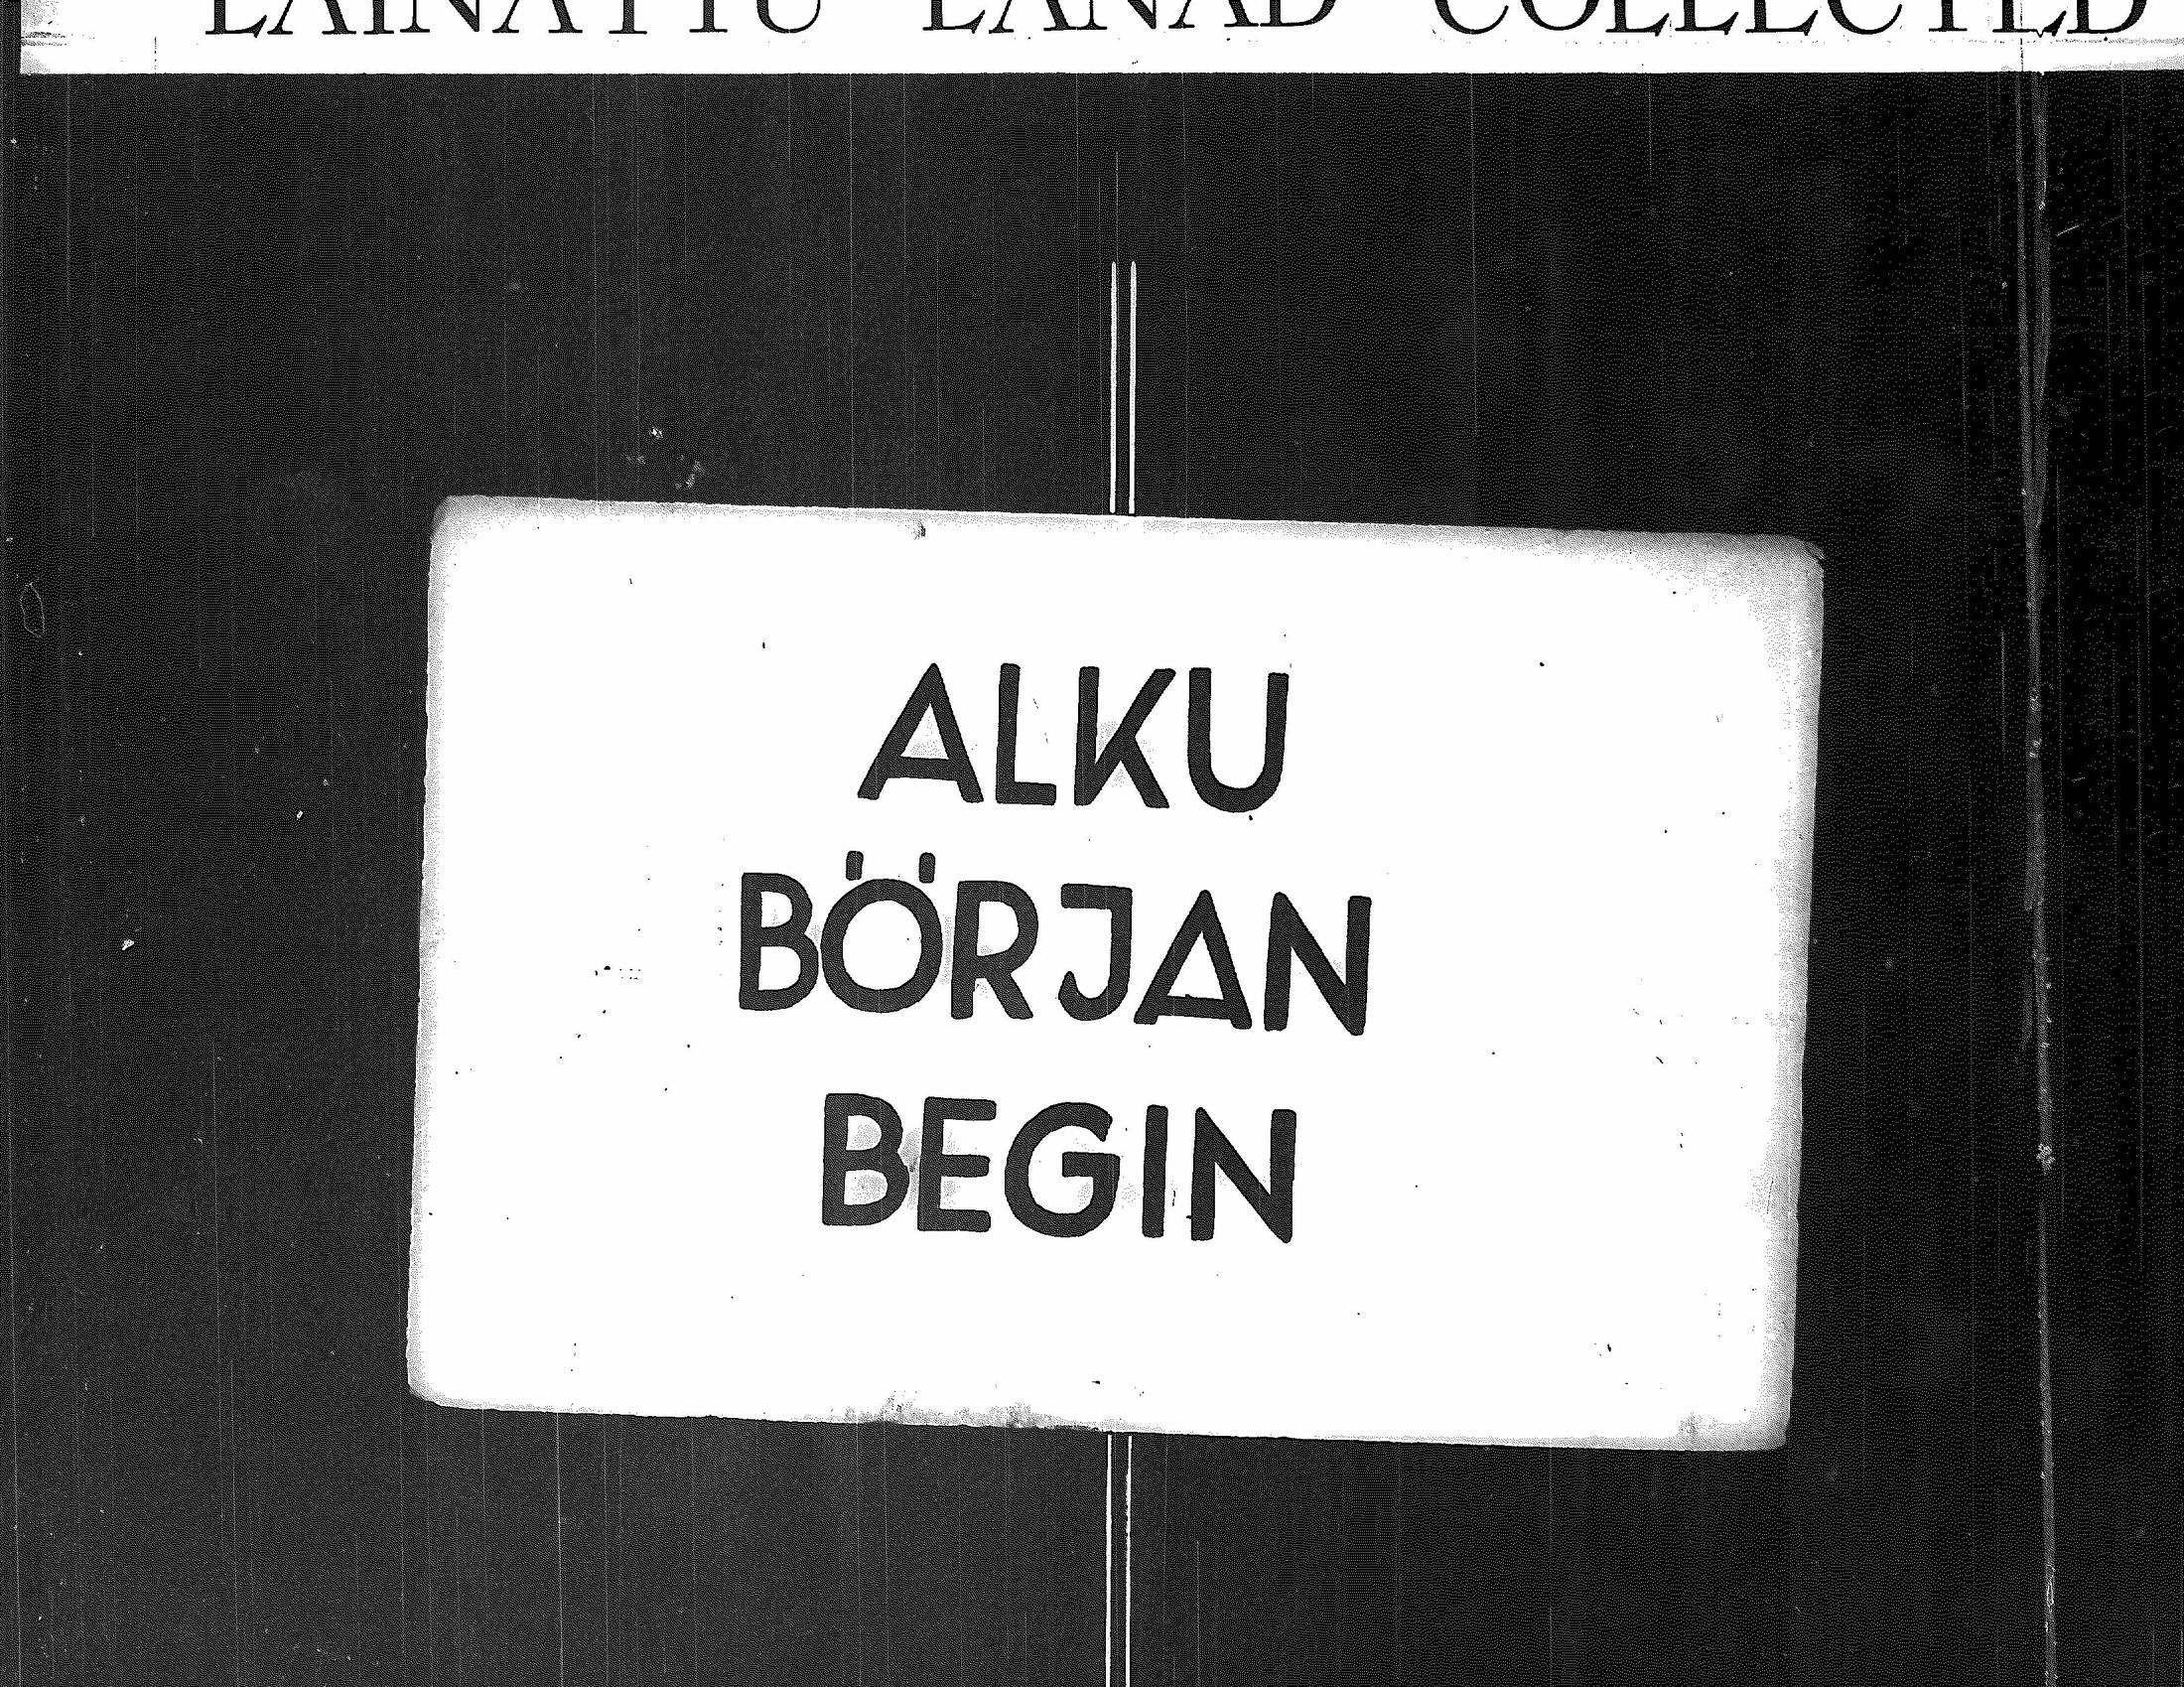 LAINATTU LÅNAD COLLECTED
ALKU
BÖRJAN
BEGIN